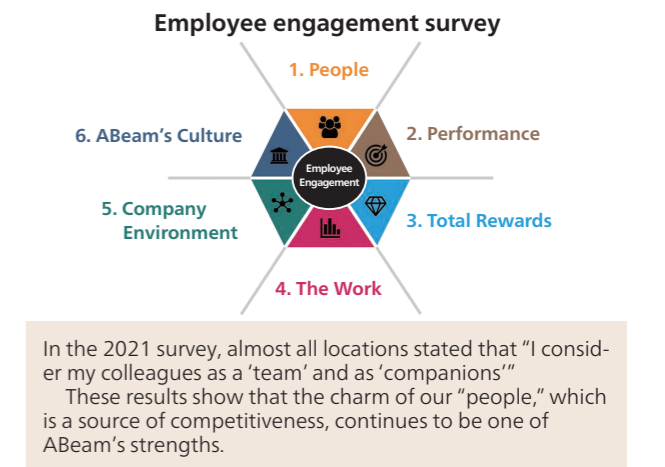 Employee engagement survey
1. People
2. Performance
3. Total Rewards
4. The Work
5. Company
Environment
6. ABeam’s Culture
Employee
Engagement
In the 2021 survey, almost all locations stated that “I consid-
er my colleagues as a ‘team’ and as ‘companions’”
These results show that the charm of our “people,” which
is a source of competitiveness, continues to be one of
ABeam’s strengths.